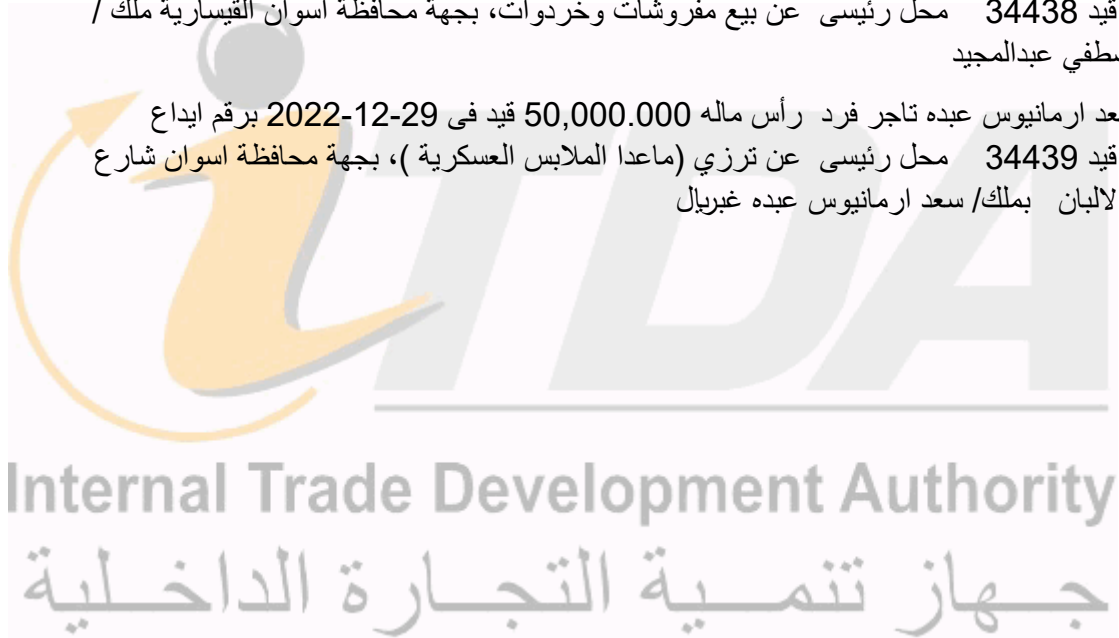 قيد 34438 محل رئيسى عن بيع مفروشات وخردوات، بجهة محافظة اسوان القيسارية ملك /
عبدالمجيد
ارمانيوس عبده تاجر فرد رأس ماله 50,000.000 قيد فى 29-12-2022 برقم ايداع
قيد 34439 محل رئيسى عن ترزي (ماعدا الملابس العسكرية )، بجهة محافظة اسوان شارع
الالبان بملك/ سعد ارمانيوس عبده غبريال
iTDA
Internal Trade Development Authority
جهاز تنمية التجارة الداخلية